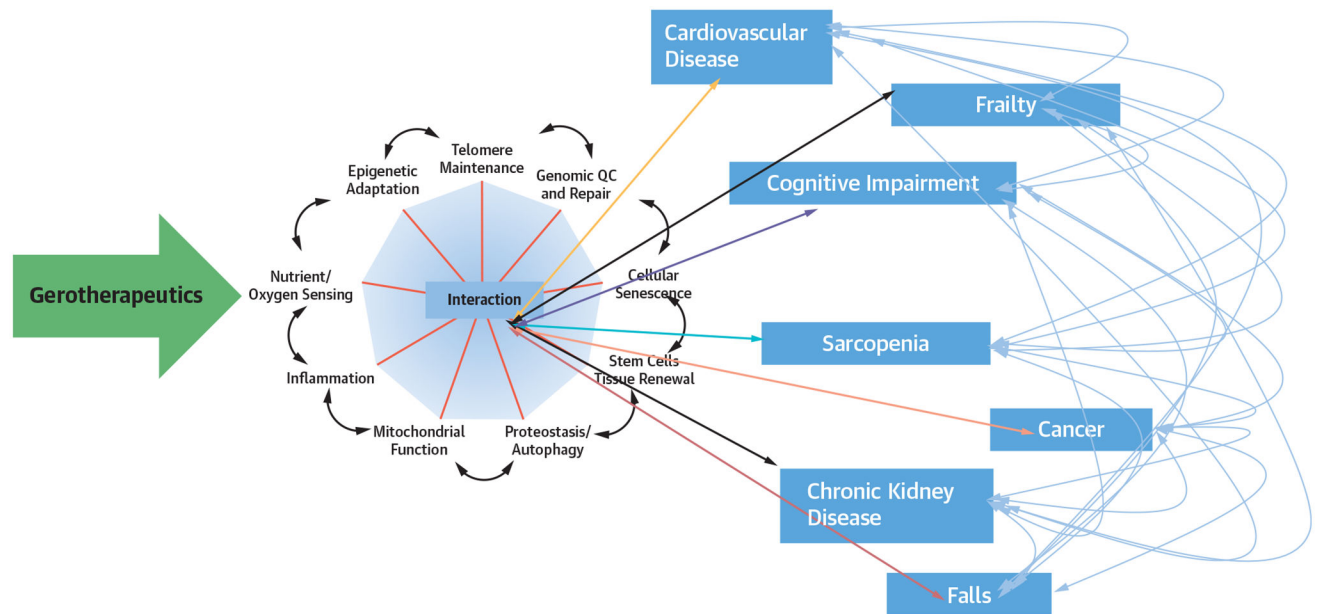 Gerotherapeutics
Telomere
Maintenance
Epigenetic
Adaptation
Genomic QC
and Repair
Nutrient/
Oxygen Sensing
Interaction
Cellular
Senescence
Inflammation
Stem Cells
Tissue Renewal
Mitochondrial
Function
Proteostasis/
Autophagy
Cardiovascular
Disease
Frailty
Cognitive Impairment
Sarcopenia
Cancer
Chronic Kidney
Disease
Falls